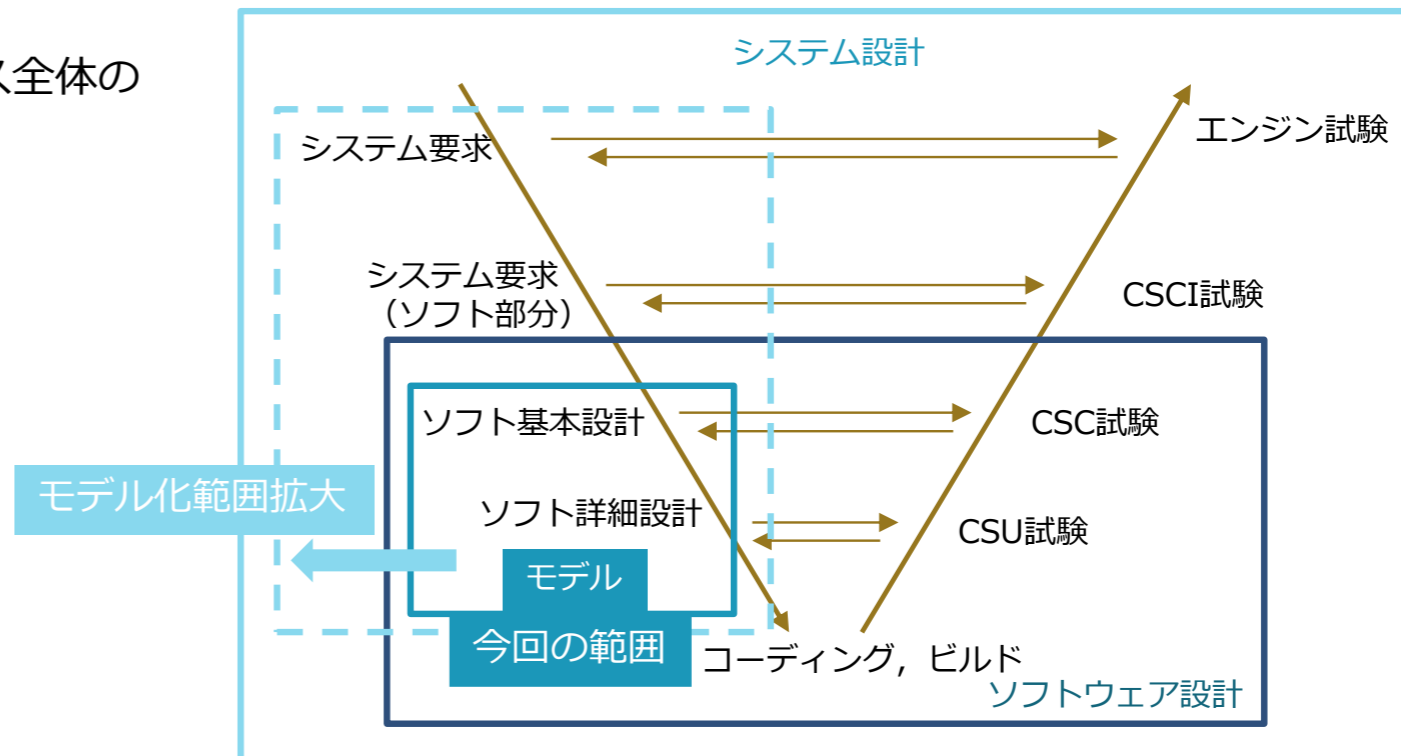 システム設計
ス全体の
システム要求
エンジン試験
システム要求
（ソフト部分）
CSCI試験
ソフト基本設計
CSC試験
モデル化範囲拡大
ソフト詳細設計
CSU試験
モデル
今回の範囲
コーディング，ビルド
ソフトウェア設計